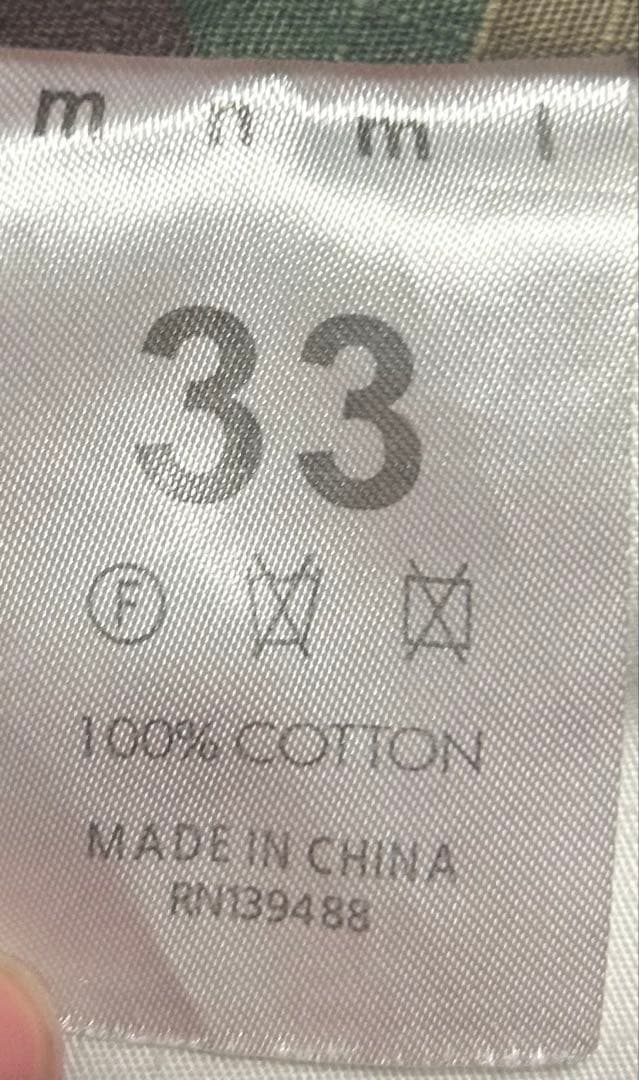 m n m l
33
F
100% COTTON
MADE IN CHINA
RN139488